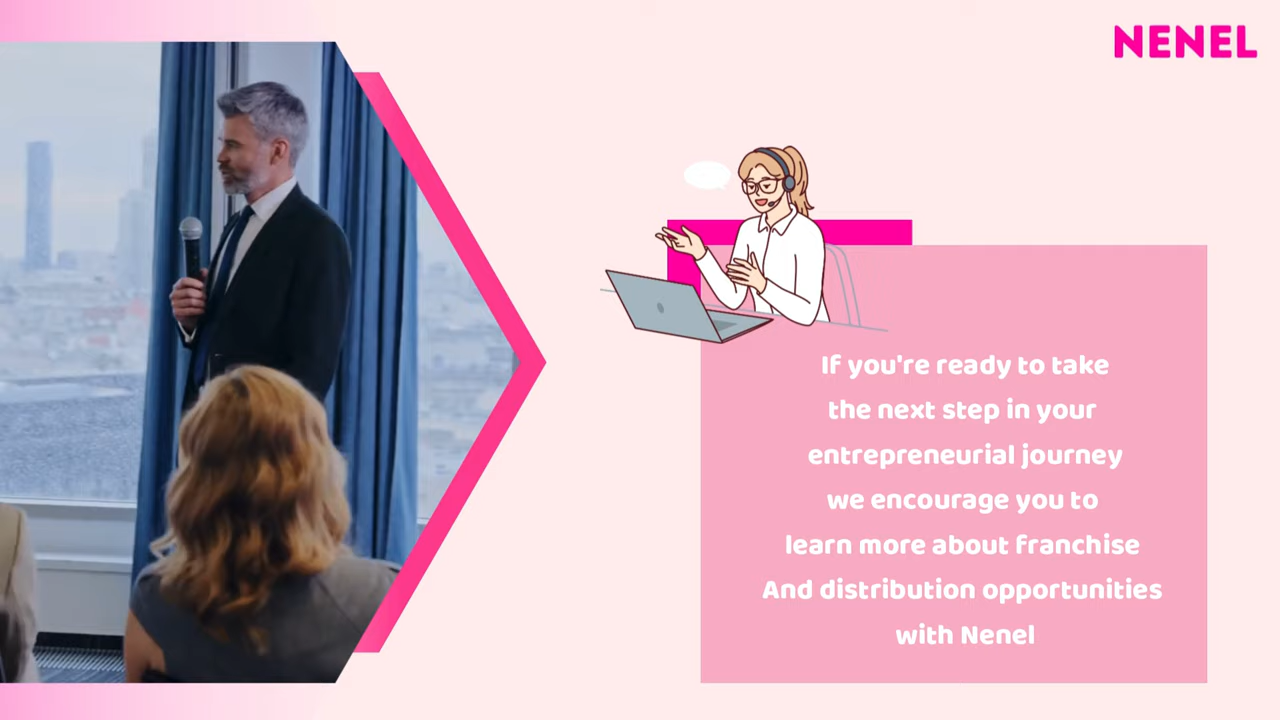 NENEL
If you're ready to take
the next step in your
entrepreneurial journey
we encourage you to
learn more about franchise
And distribution opportunities
with Nenel